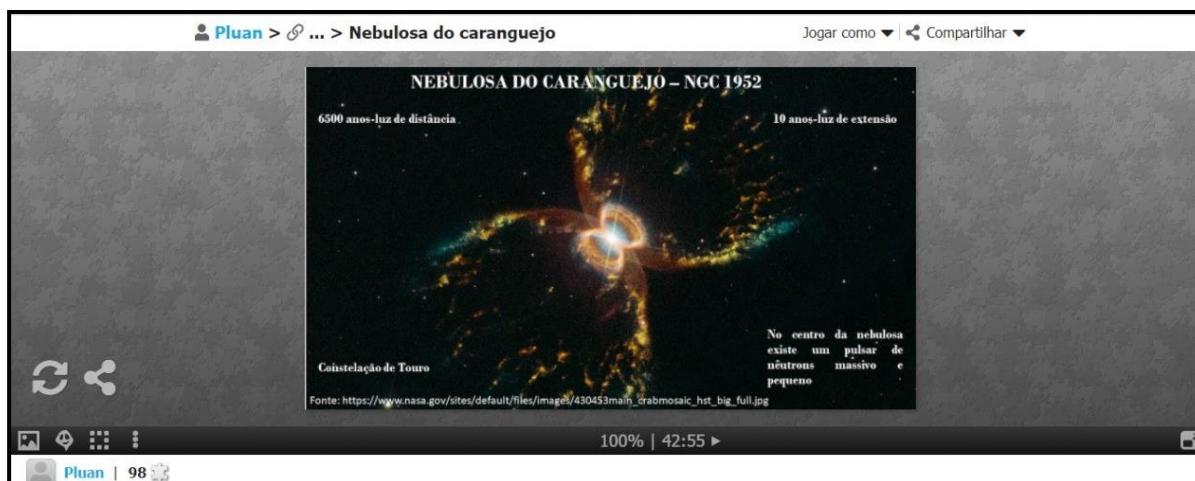 Pluan > ... > Nebulosa do caranguejo
Jogar como
Compartilhar
NEBULOSA DO CARANGUEJO – NGC 1952
6500 anos-luz de distância
10 anos-luz de extensão
No centro da nebulosa
existe um pulsar de
nêutrons massivo e
pequeno
Constelação de Touro
Fonte: https://www.nasa.gov/sites/default/files/images/430453main_crabmosaic_hst_big_full.jpg
100% | 42:55
Pluan | 98